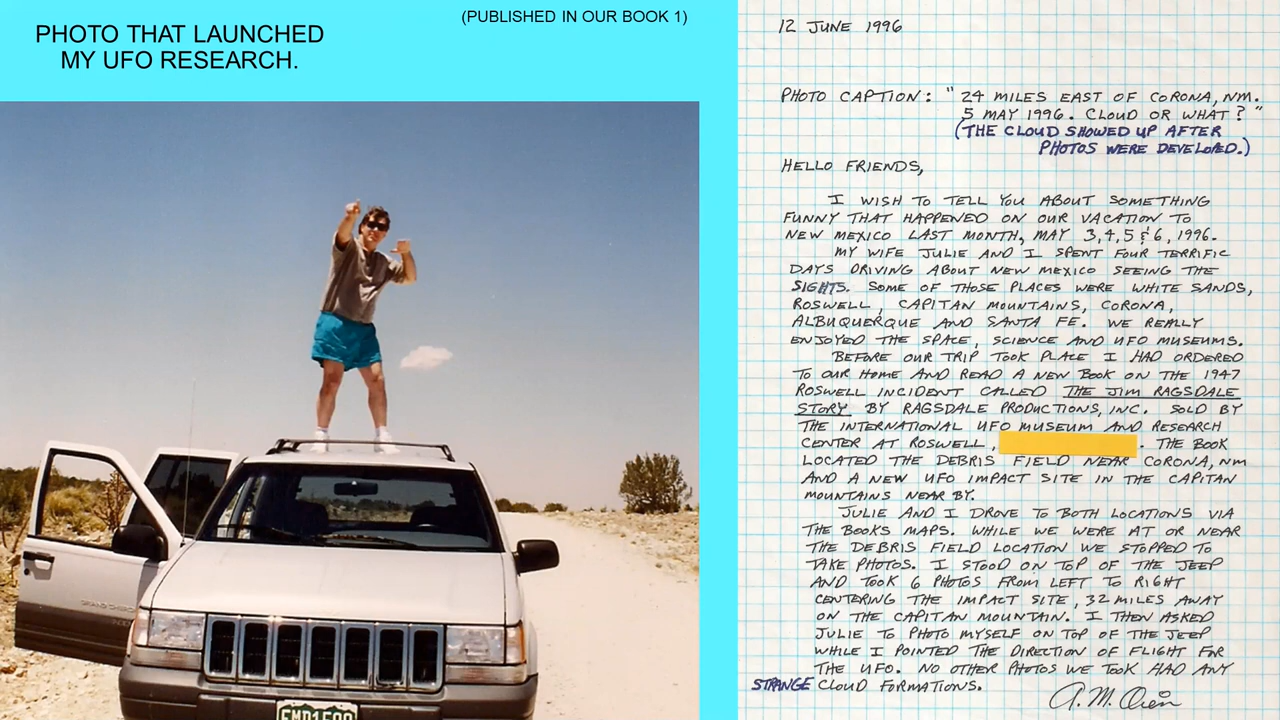 PHOTO THAT LAUNCHED
MY UFO RESEARCH.
(PUBLISHED IN OUR BOOK 1)
12 JUNE 1996
PHOTO CAPTION: "24 MILES EAST OF CORONA, NM.
5 MAY 1996. CLOUD OR WHAT?"
(THE CLOUD SHOWED UP AFTER
PHOTOS WERE DEVELOPED.)
HELLO FRIENDS,
I WISH TO TELL YOU ABOUT SOMETHING
FUNNY THAT HAPPENED ON OUR VACATION TO
NEW MEXICO LAST MONTH, MAY 3,4,5 & 6, 1996.
MY WIFE JULIE AND I SPENT FOUR TERRIFIC
DAYS DRIVING ABOUT NEW MEXICO SEEING THE
SIGHTS. SOME OF THOSE PLACES WERE WHITE SANDS,
ROSWELL, CAPITAN MOUNTAINS, CORONA,
ALBUQUERQUE AND SANTA FE. WE REALLY
ENJOYED THE SPACE, SCIENCE AND UFO MUSEUMS.
BEFORE OUR TRIP TOOK PLACE I HAD ORDERED
TO OUR HOME AND READ A NEW BOOK ON THE 1947
ROSWELL INCIDENT CALLED THE JIM RAGSDALE
STORY BY RAGSDALE PRODUCTIONS, INC. SOLD BY
THE INTERNATIONAL UFO MUSEUM AND RESEARCH
CENTER AT ROSWELL, . THE BOOK
LOCATED THE DEBRIS FIELD NEAR CORONA, NM
AND A NEW UFO IMPACT SITE IN THE CAPITAN
MOUNTAINS NEAR BY.
JULIE AND I DROVE TO BOTH LOCATIONS VIA
THE BOOKS MAPS. WHILE WE WERE AT OR NEAR
THE DEBRIS FIELD LOCATION WE STOPPED TO
TAKE PHOTOS. I STOOD ON TOP OF THE JEEP
AND TOOK 6 PHOTOS FROM LEFT TO RIGHT
CENTERING THE IMPACT SITE, 32 MILES AWAY
ON THE CAPITAN MOUNTAIN. I THEN ASKED
JULIE TO PHOTO MYSELF ON TOP OF THE JEEP
WHILE I POINTED THE DIRECTION OF FLIGHT FOR
THE UFO. NO OTHER PHOTOS WE TOOK HAD ANY
STRANGE CLOUD FORMATIONS.